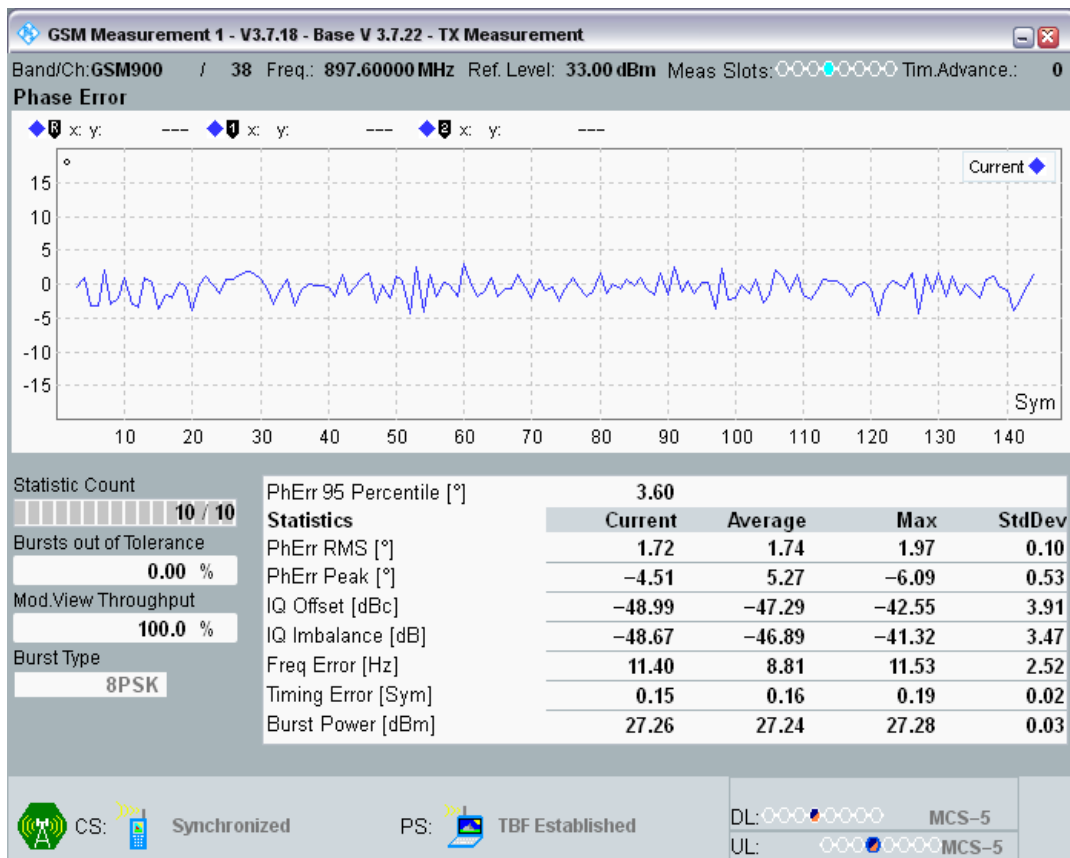 GSM Measurement 1 - V3.7.18 - Base V 3.7.22 - TX Measurement
Band/Ch:GSM900 / 38 Freq.: 897.60000 MHz Ref. Level: 33.00 dBm Meas Slots: Tim.Advance.: 0
Phase Error
R x: y: --- 1 x: y: --- 2 x: y: ---
°
Current
15
10
5
0
-5
-10
-15
Sym
10 20 30 40 50 60 70 80 90 100 110 120 130 140
Statistic Count
10 / 10
Bursts out of Tolerance
0.00 %
Mod.View Throughput
100.0 %
Burst Type
8PSK
PhErr 95 Percentile [°] 3.60
Statistics Current Average Max StdDev
PhErr RMS [°] 1.72 1.74 1.97 0.10
PhErr Peak [°] −4.51 5.27 −6.09 0.53
IQ Offset [dBc] −48.99 −47.29 −42.55 3.91
IQ Imbalance [dB] −48.67 −46.89 −41.32 3.47
Freq Error [Hz] 11.40 8.81 11.53 2.52
Timing Error [Sym] 0.15 0.16 0.19 0.02
Burst Power [dBm] 27.26 27.24 27.28 0.03
CS: Synchronized PS: TBF Established
DL: MCS−5
UL: MCS−5